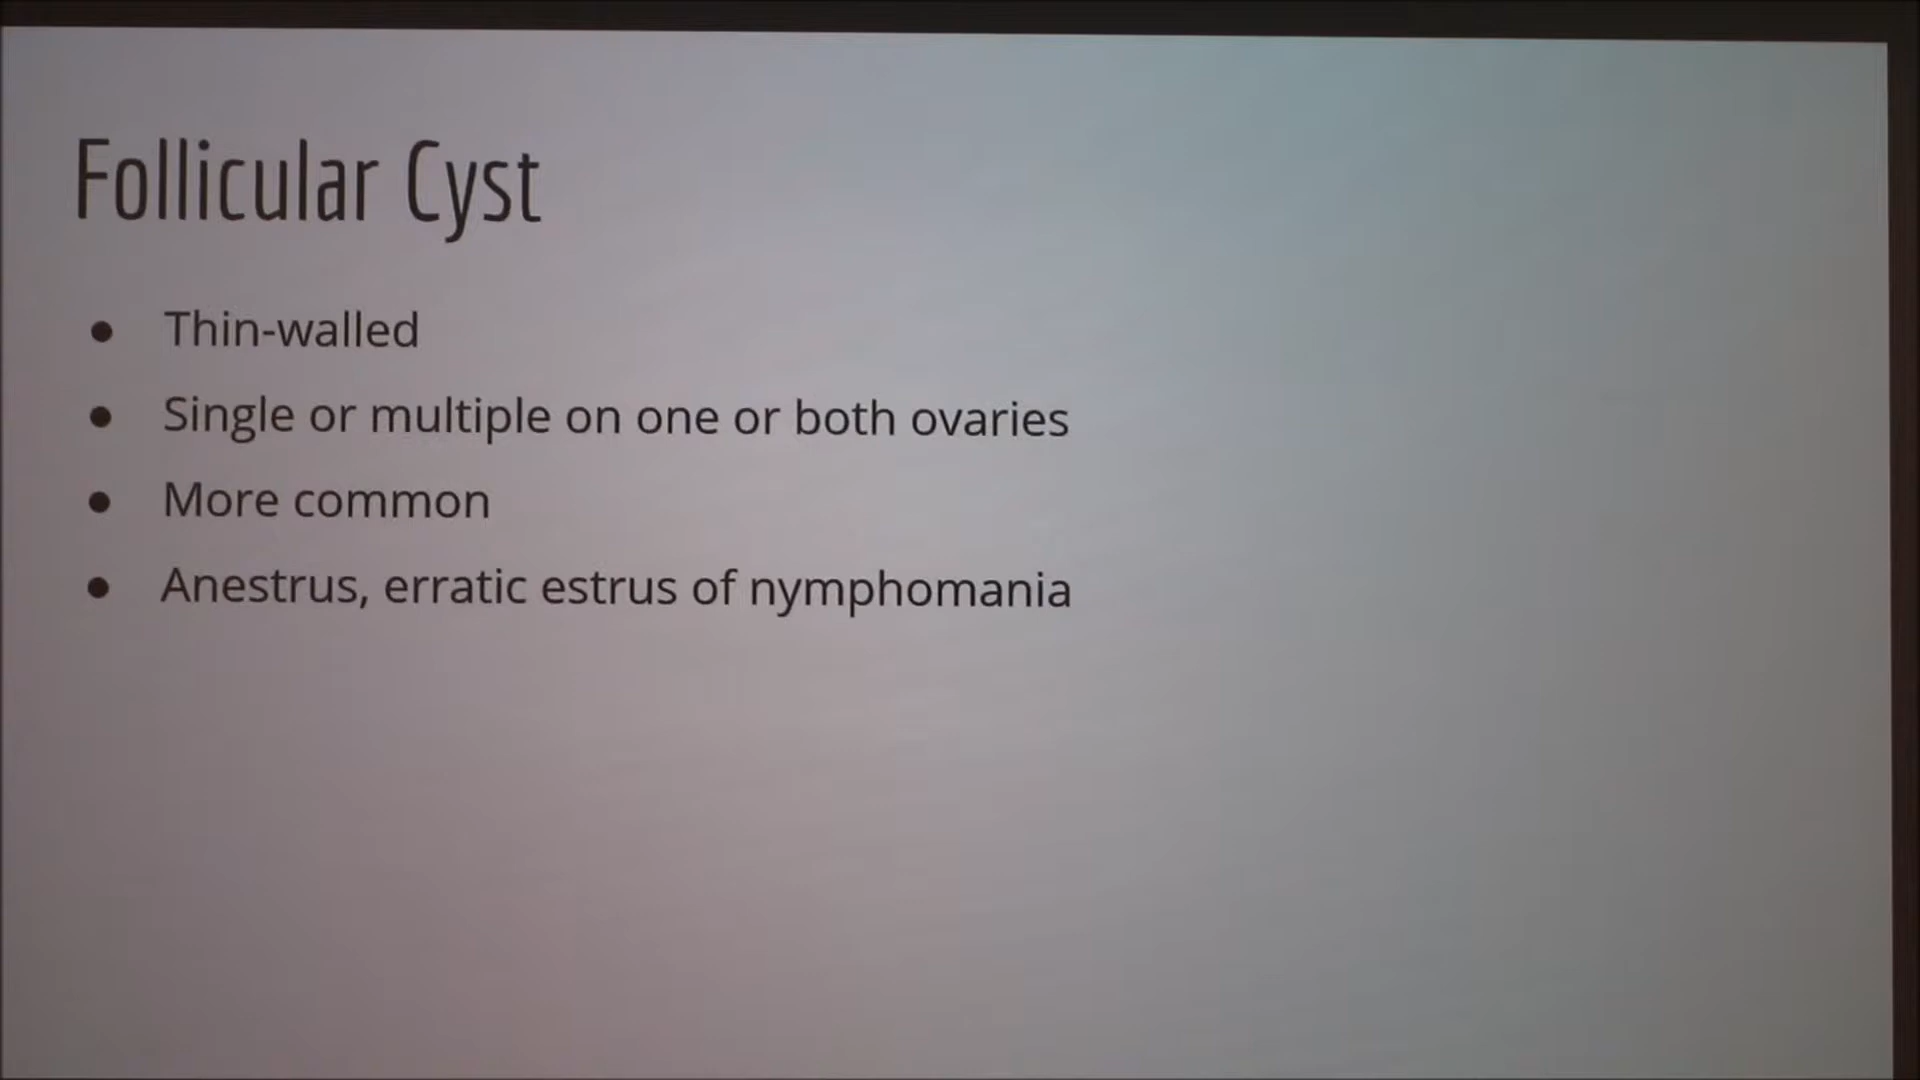 Follicular Cyst
● Thin-walled
● Single or multiple on one or both ovaries
● More common
● Anestrus, erratic estrus of nymphomania